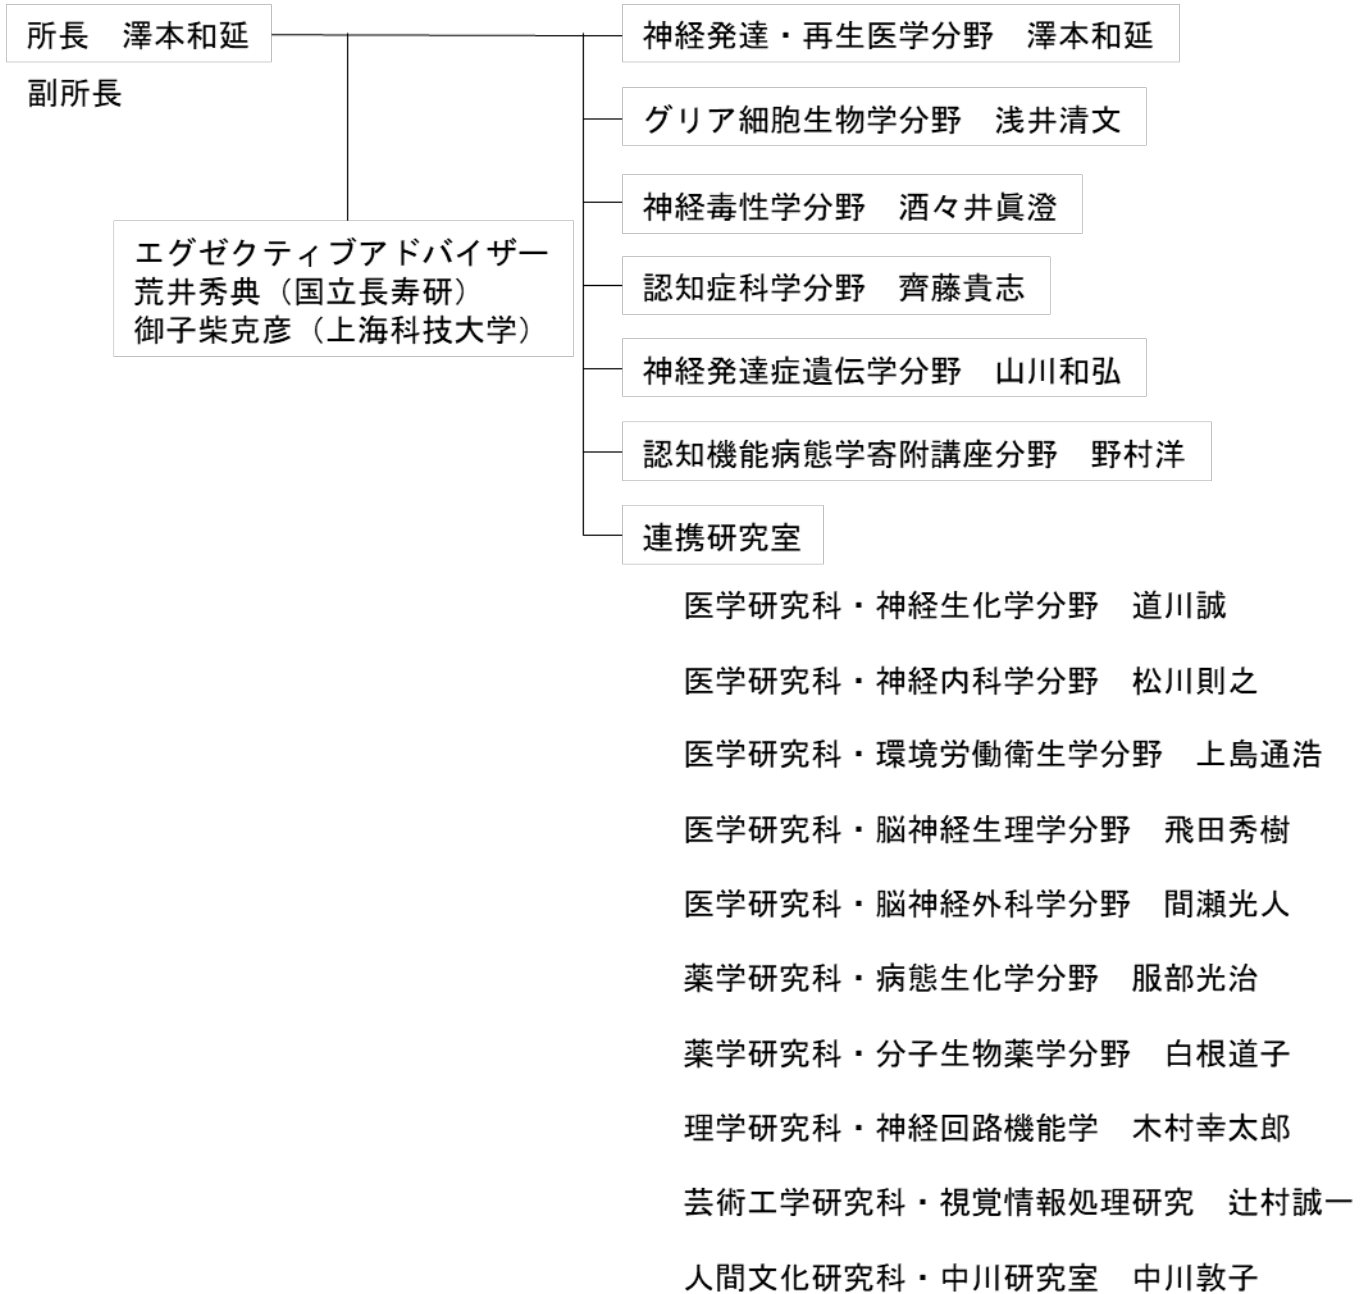 所長　澤本和延
副所長
エグゼクティブアドバイザー
荒井秀典（国立長寿研）
御子柴克彦（上海科技大学）
神経発達・再生医学分野　澤本和延
グリア細胞生物学分野　浅井清文
神経毒性学分野　酒々井眞澄
認知症科学分野　齊藤貴志
神経発達症遺伝学分野　山川和弘
認知機能病態学寄附講座分野　野村洋
連携研究室
医学研究科・神経生化学分野　道川誠
医学研究科・神経内科学分野　松川則之
医学研究科・環境労働衛生学分野　上島通浩
医学研究科・脳神経生理学分野　飛田秀樹
医学研究科・脳神経外科学分野　間瀬光人
薬学研究科・病態生化学分野　服部光治
薬学研究科・分子生物薬学分野　白根道子
理学研究科・神経回路機能学　木村幸太郎
芸術工学研究科・視覚情報処理研究　辻村誠一
人間文化研究科・中川研究室　中川敦子